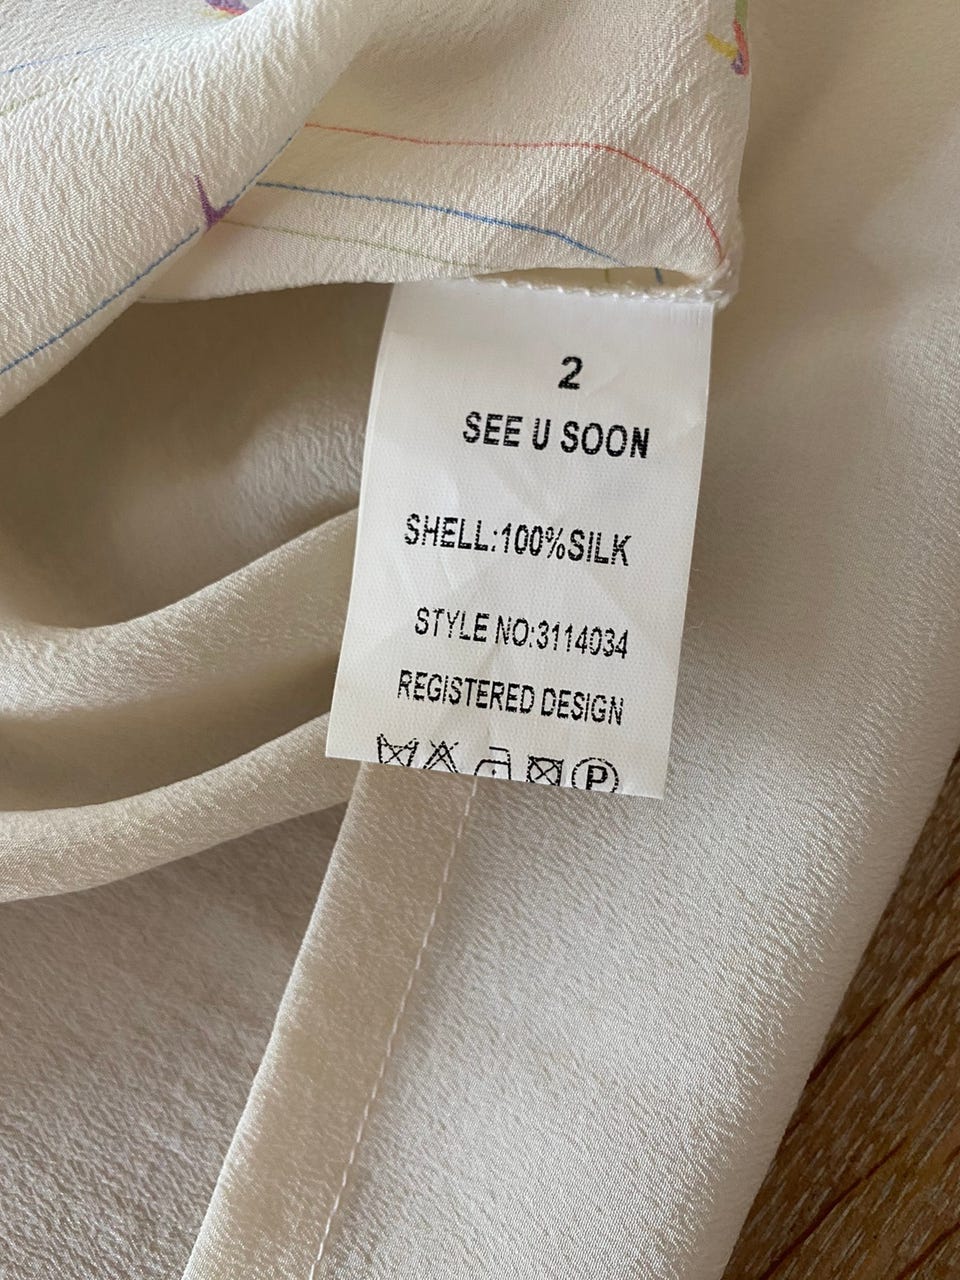 2
SEE U SOON
SHELL:100%SILK
STYLE NO:3114034
REGISTERED DESIGN
P